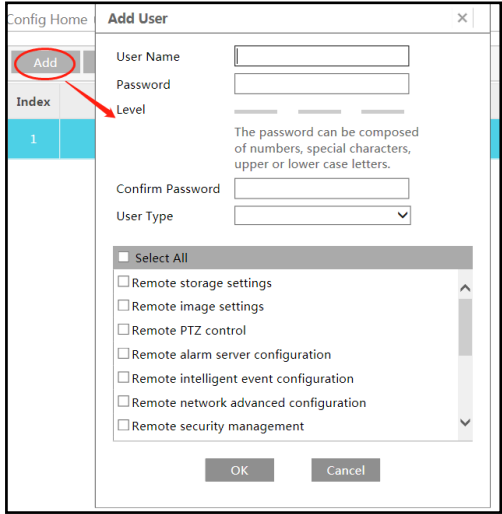 Config Home
Add User
Add
User Name
Password
Index
Level
1
The password can be composed
of numbers, special characters,
upper or lower case letters.
Confirm Password
User Type
Select All
Remote storage settings
Remote image settings
Remote PTZ control
Remote alarm server configuration
Remote intelligent event configuration
Remote network advanced configuration
Remote security management
OK
Cancel